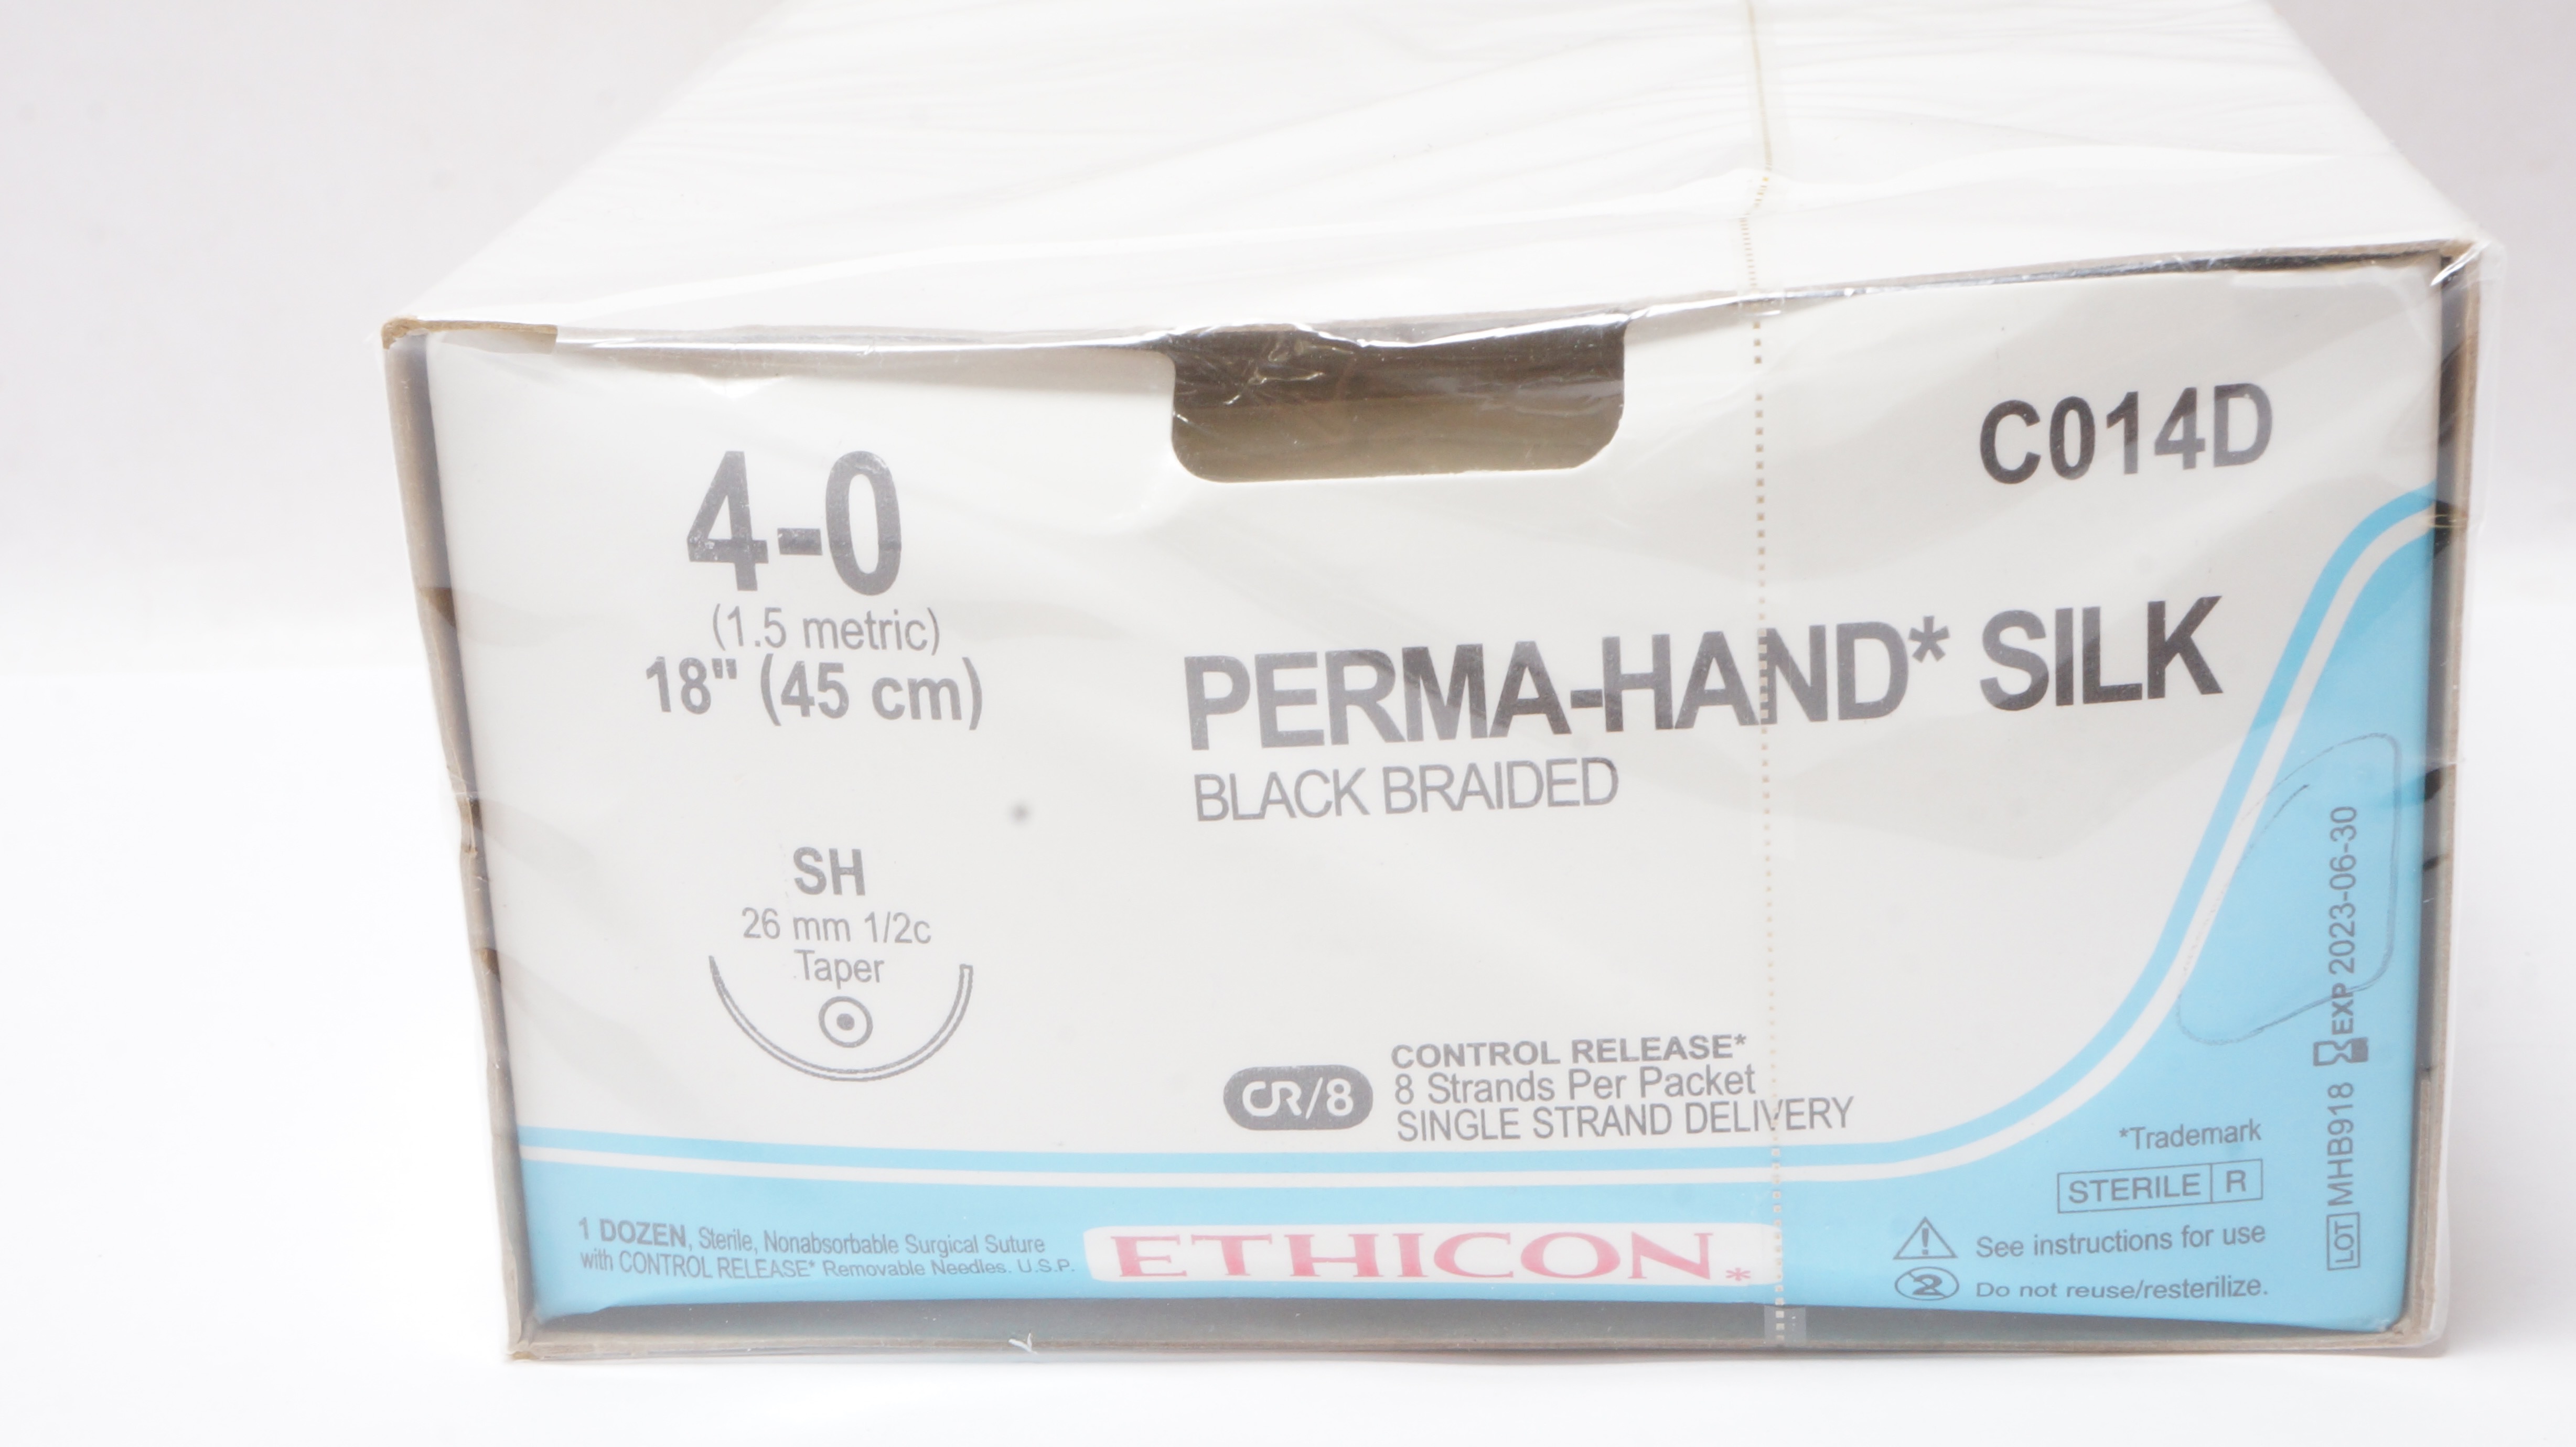 C014D
4-0
(1.5 metric)
18" (45 cm)
PERMA-HAND* SILK
BLACK BRAIDED
SH
26 mm 1/2c
Taper
CR/8
CONTROL RELEASE*
8 Strands Per Packet
SINGLE STRAND DELIVERY
1 DOZEN, Sterile, Nonabsorbable Surgical Suture
with CONTROL RELEASE* Removable Needles. U.S.P.
ETHICON*
*Trademark
STERILE R
See instructions for use
2 Do not reuse/resterilize.
LOT MHB918 EXP 2023-06-30